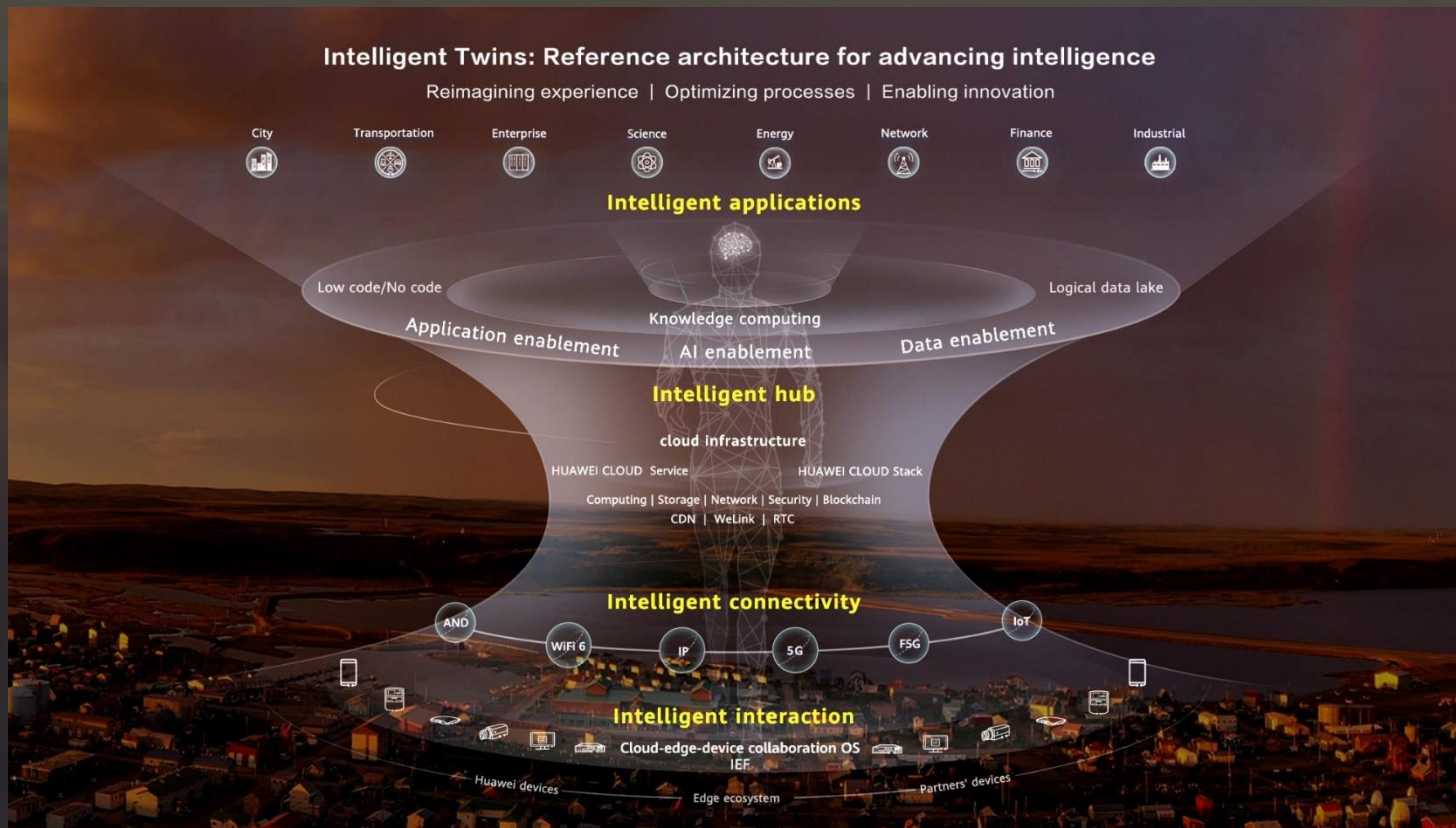 Intelligent Twins: Reference architecture for advancing intelligence
Reimagining experience | Optimizing processes | Enabling innovation
City Transportation Enterprise Science Energy Network Finance Industrial
Intelligent applications
Low code/No code Logical data lake
Knowledge computing
Application enablement AI enablement Data enablement
Intelligent hub
cloud infrastructure
HUAWEI CLOUD Service HUAWEI CLOUD Stack
Computing | Storage | Network | Security | Blockchain
CDN | WeLink | RTC
Intelligent connectivity
AND WiFi 6 IP 5G F5G IoT
Intelligent interaction
Cloud-edge-device collaboration OS
IEF
Huawei devices Edge ecosystem Partners' devices